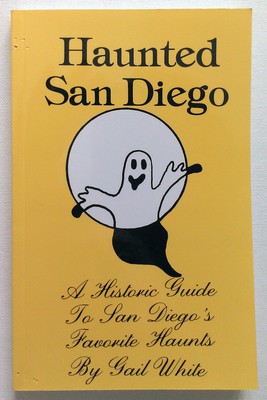 Haunted
San Diego
A Historic Guide
To San Diego's
Favorite Haunts
By Gail White